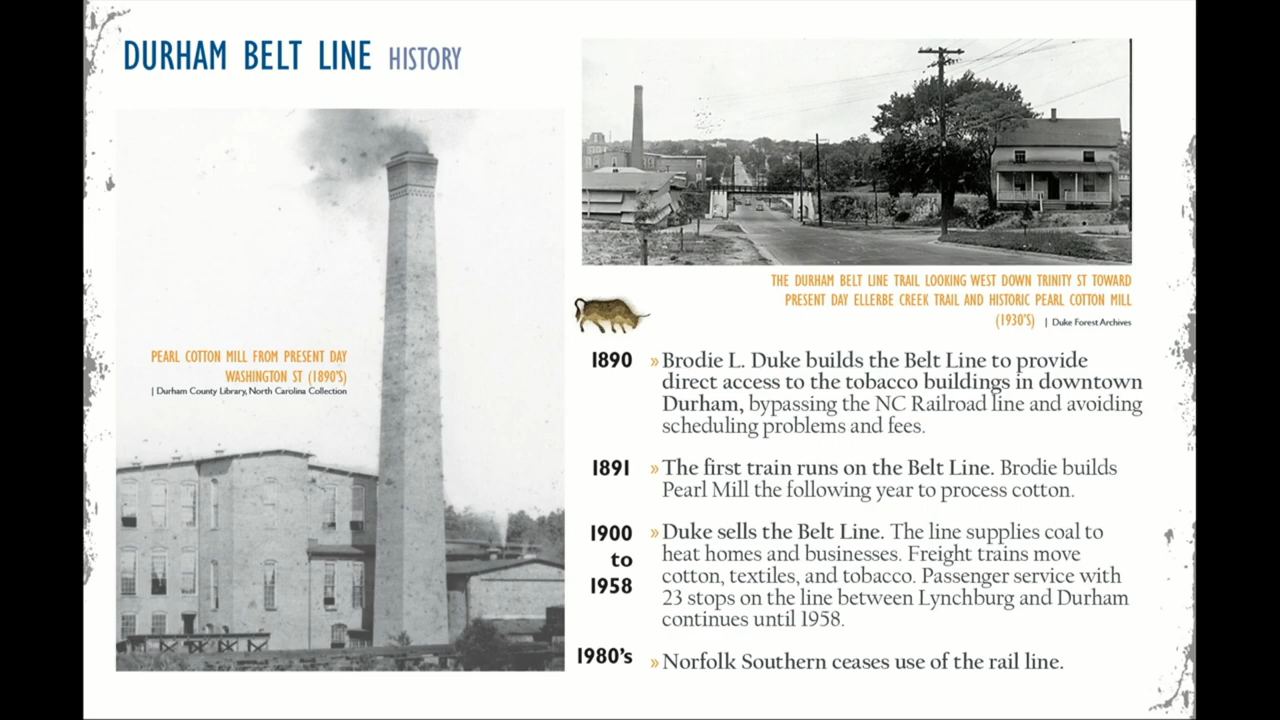 DURHAM BELT LINE HISTORY
PEARL COTTON MILL FROM PRESENT DAY
WASHINGTON ST (1890'S)
| Durham County Library, North Carolina Collection
THE DURHAM BELT LINE TRAIL LOOKING WEST DOWN TRINITY ST TOWARD
PRESENT DAY ELLERBE CREEK TRAIL AND HISTORIC PEARL COTTON MILL
(1930'S) | Duke Forest Archives
1890 » Brodie L. Duke builds the Belt Line to provide
direct access to the tobacco buildings in downtown
Durham, bypassing the NC Railroad line and avoiding
scheduling problems and fees.
1891 » The first train runs on the Belt Line. Brodie builds
Pearl Mill the following year to process cotton.
1900
to
1958
» Duke sells the Belt Line. The line supplies coal to
heat homes and businesses. Freight trains move
cotton, textiles, and tobacco. Passenger service with
23 stops on the line between Lynchburg and Durham
continues until 1958.
1980's » Norfolk Southern ceases use of the rail line.